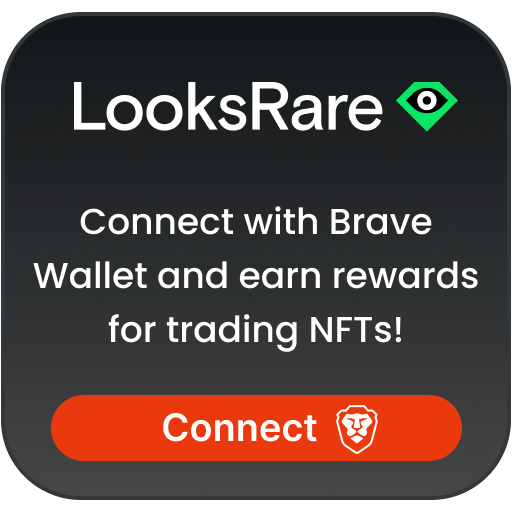 LooksRare
Connect with Brave
Wallet and earn rewards
for trading NFTs!
Connect